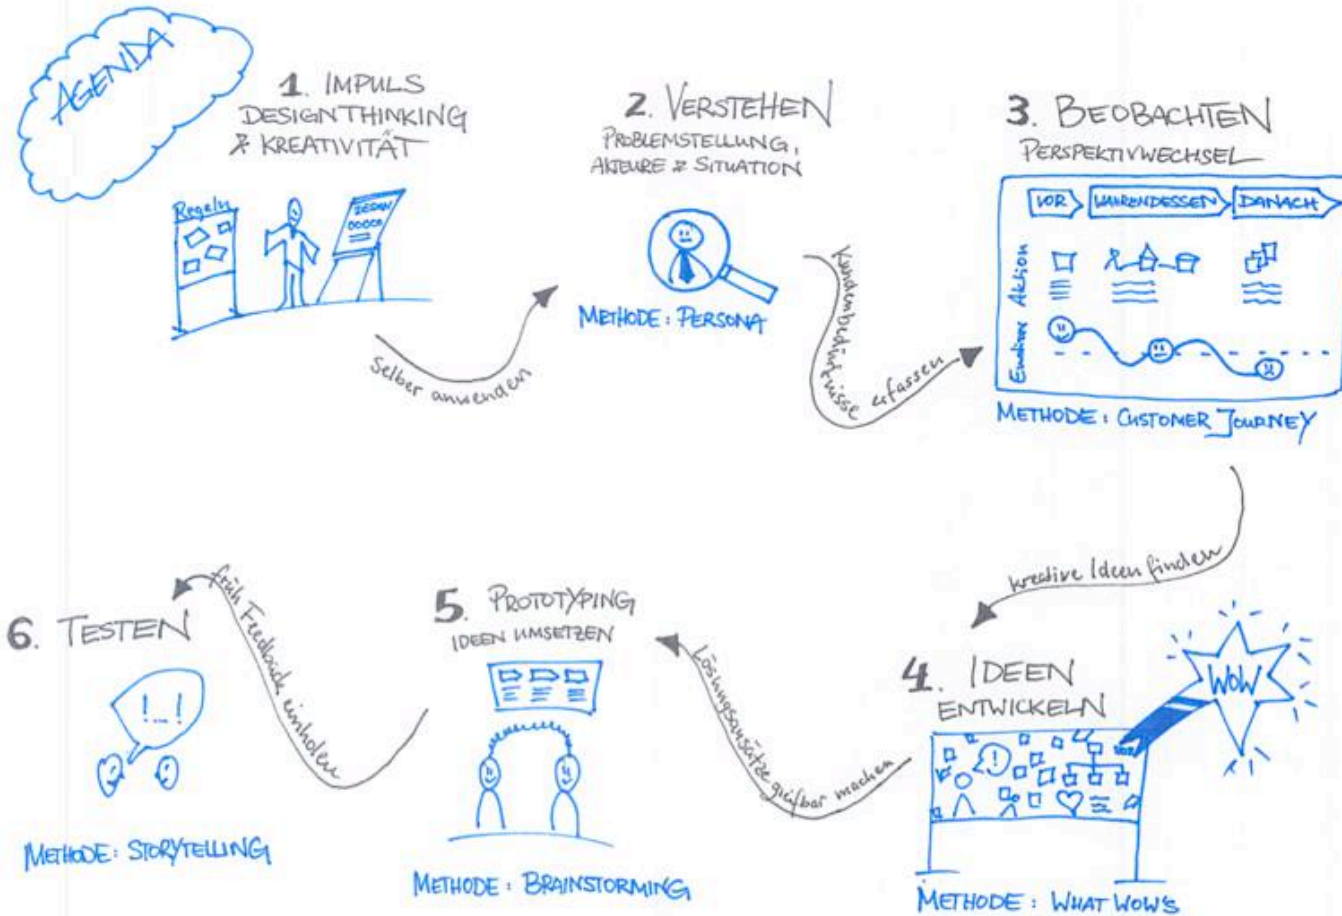 AGENDA
1. IMPULS
DESIGNTHINKING
& KREATIVITÄT
Regeln
Selber anwenden
2. VERSTEHEN
PROBLEMSTELLUNG,
AKTEURE & SITUATION
METHODE: PERSONA
Kundenbedürfnisse erfassen
3. BEOBACHTEN
PERSPEKTIVWECHSEL
VOR WÄHRENDDESSEN DANACH
Aktion
METHODE: CUSTOMER JOURNEY
kreative Ideen finden
4. IDEEN
ENTWICKELN
WOW
METHODE: WHAT WOW'S
Lösungsansätze greifbar machen
5. PROTOTYPING
IDEEN UMSETZEN
METHODE: BRAINSTORMING
früh Feedback einholen
6. TESTEN
!...!
METHODE: STORYTELLING